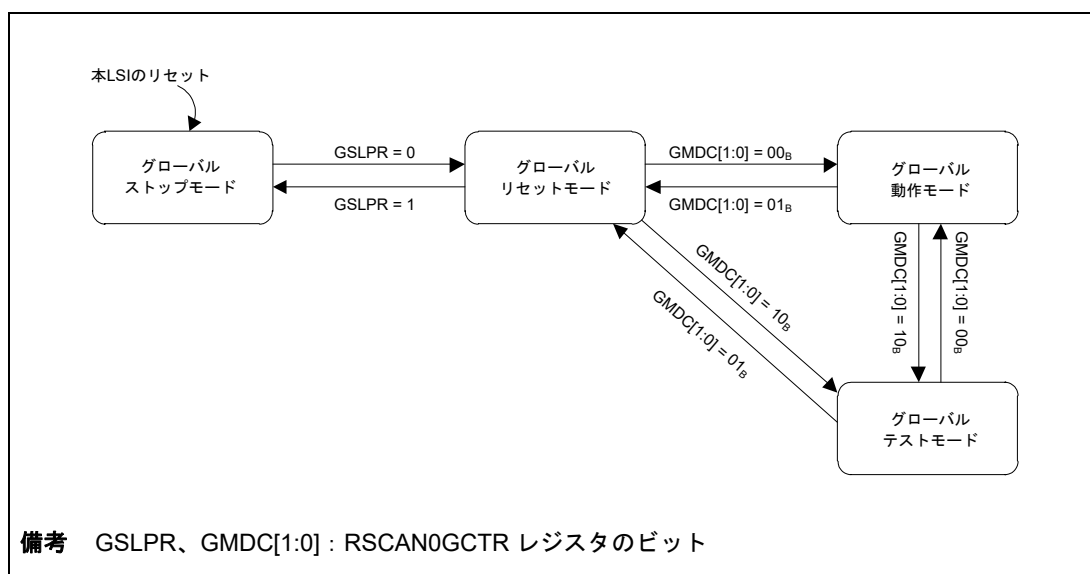 本LSIのリセット
グローバル
ストップモード
GSLPR = 0
GSLPR = 1
グローバル
リセットモード
GMDC[1:0] = 00B
GMDC[1:0] = 01B
グローバル
動作モード
GMDC[1:0] = 10B
GMDC[1:0] = 01B
GMDC[1:0] = 10B
GMDC[1:0] = 00B
グローバル
テストモード
備考 GSLPR、GMDC[1:0]:RSCAN0GCTR レジスタのビット